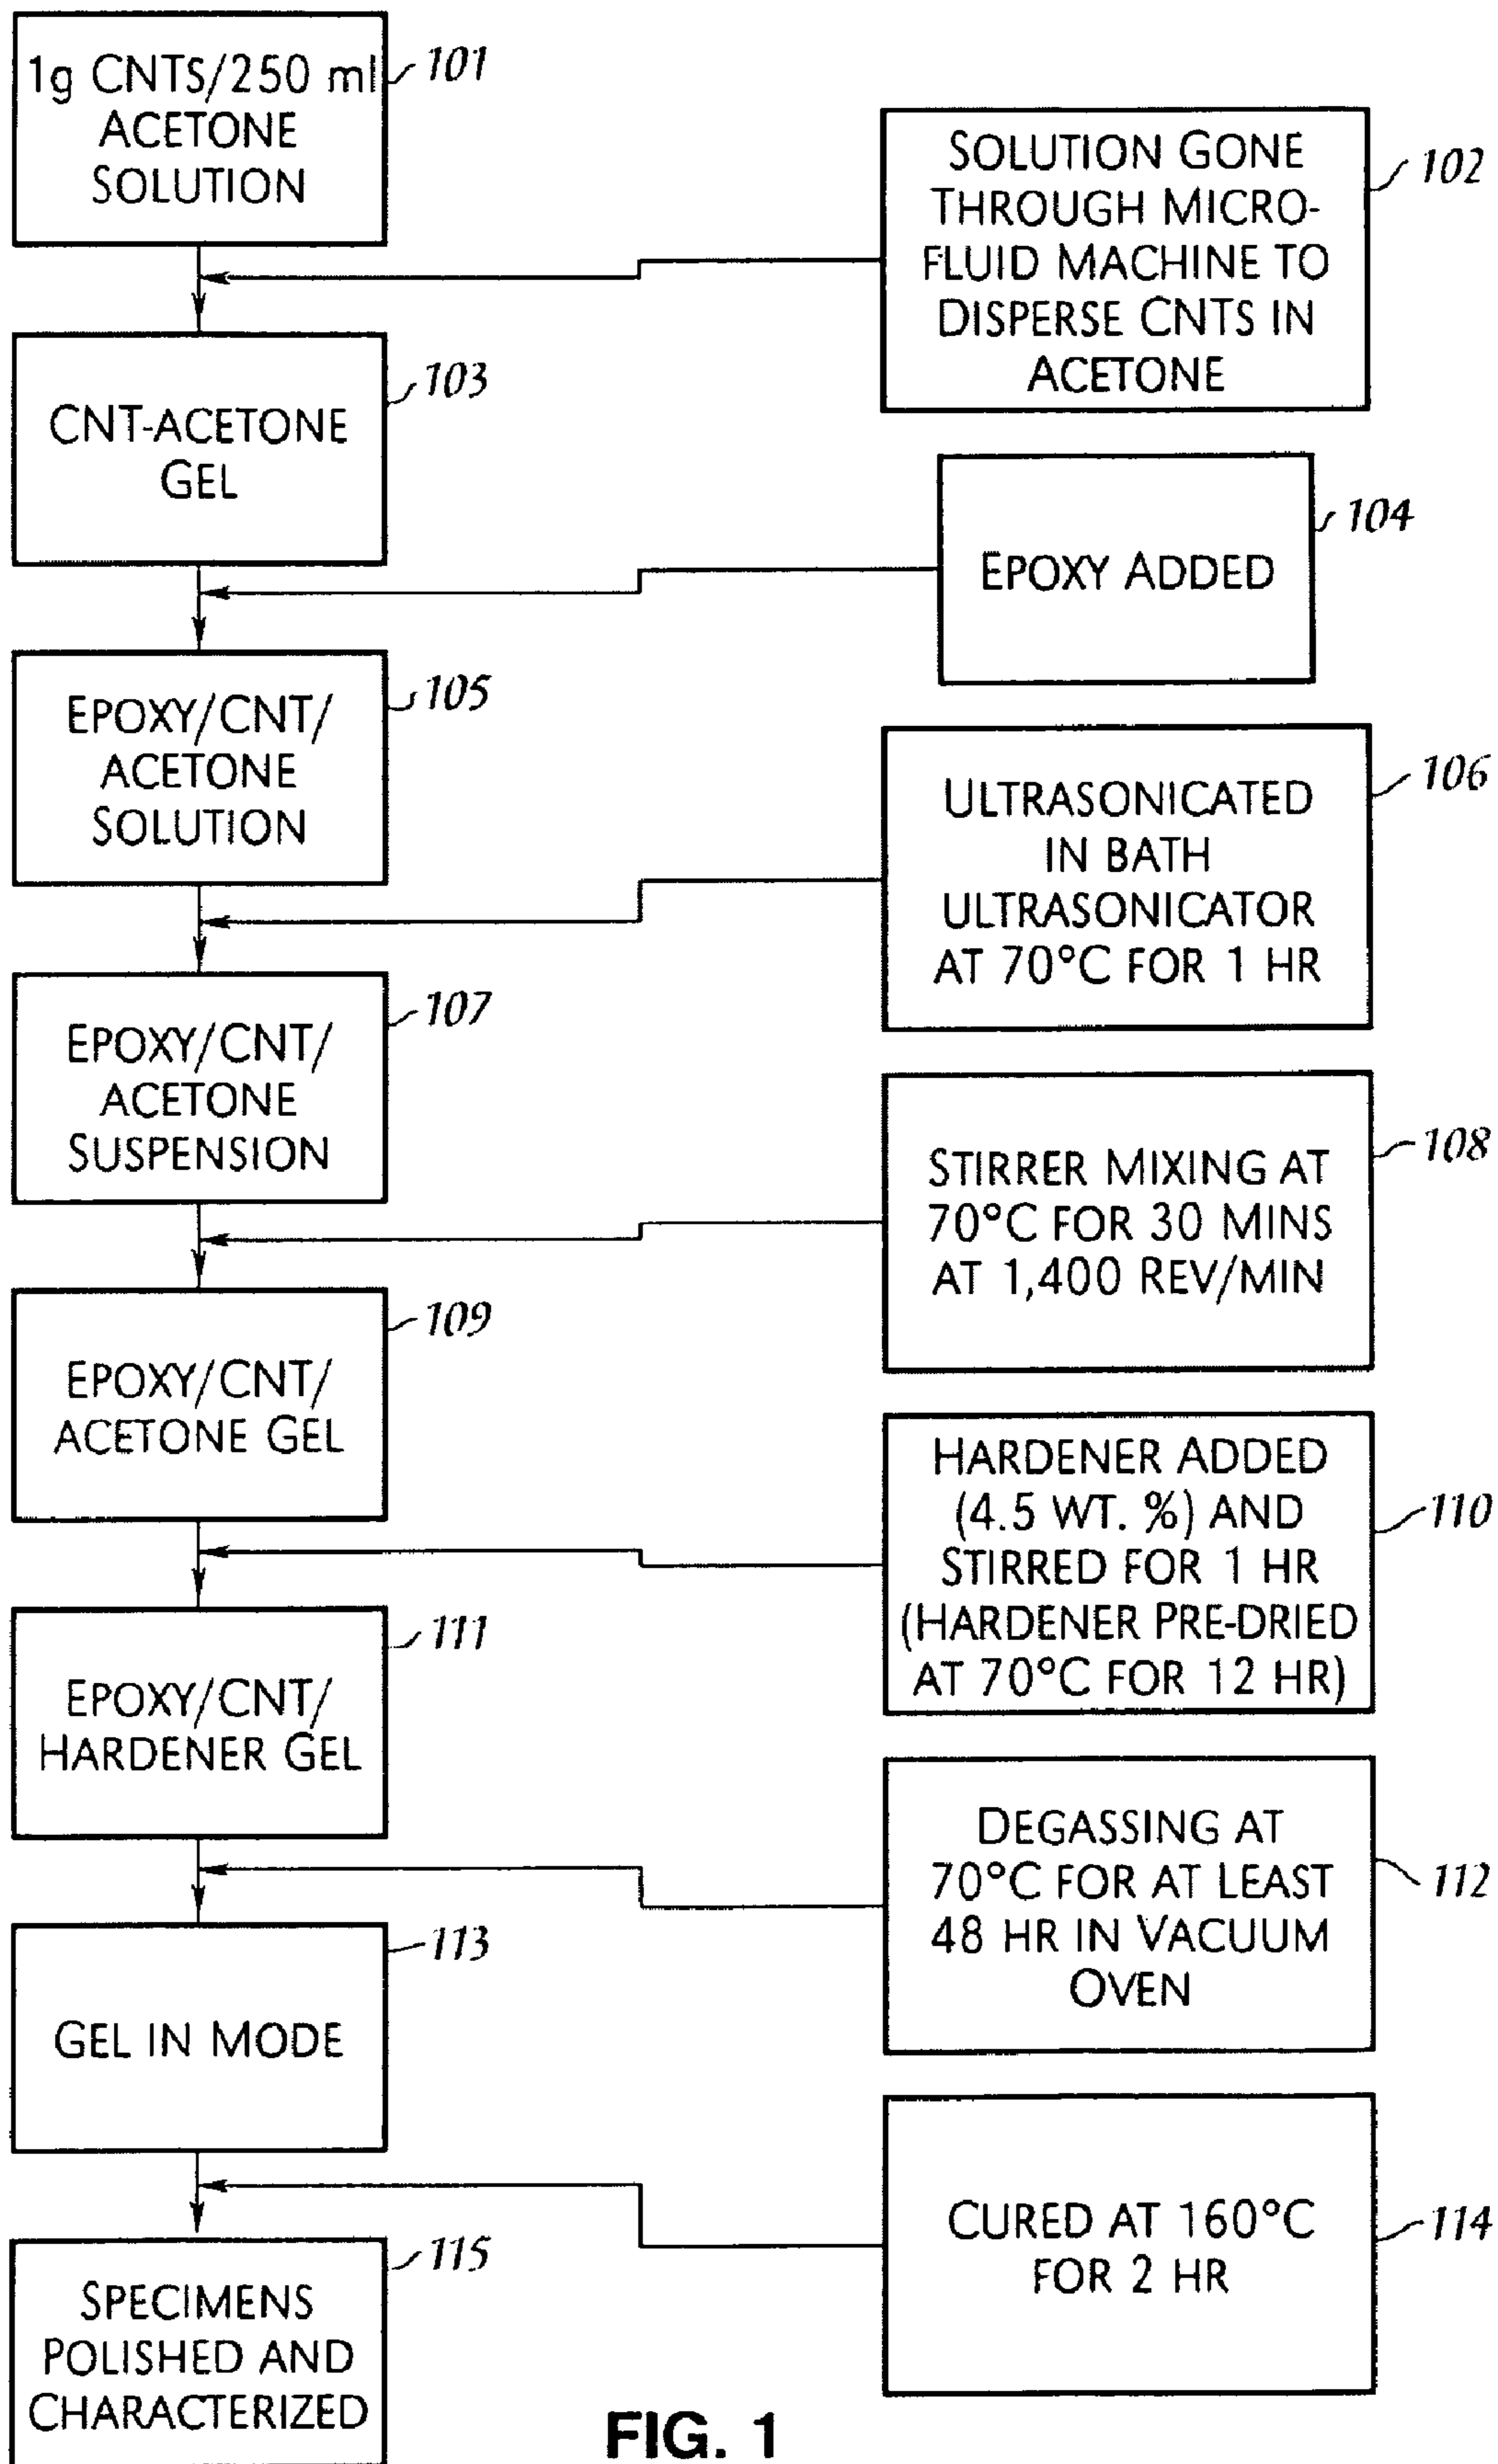 1g CNTs/250 ml
ACETONE
SOLUTION
101
SOLUTION GONE
THROUGH MICRO-
FLUID MACHINE TO
DISPERSE CNTS IN
ACETONE
102
CNT-ACETONE
GEL
103
EPOXY ADDED
104
EPOXY/CNT/
ACETONE
SOLUTION
105
ULTRASONICATED
IN BATH
ULTRASONICATOR
AT 70°C FOR 1 HR
106
EPOXY/CNT/
ACETONE
SUSPENSION
107
STIRRER MIXING AT
70°C FOR 30 MINS
AT 1,400 REV/MIN
108
EPOXY/CNT/
ACETONE GEL
109
HARDENER ADDED
(4.5 WT. %) AND
STIRRED FOR 1 HR
(HARDENER PRE-DRIED
AT 70°C FOR 12 HR)
110
EPOXY/CNT/
HARDENER GEL
111
DEGASSING AT
70°C FOR AT LEAST
48 HR IN VACUUM
OVEN
112
GEL IN MODE
113
CURED AT 160°C
FOR 2 HR
114
SPECIMENS
POLISHED AND
CHARACTERIZED
115
FIG. 1